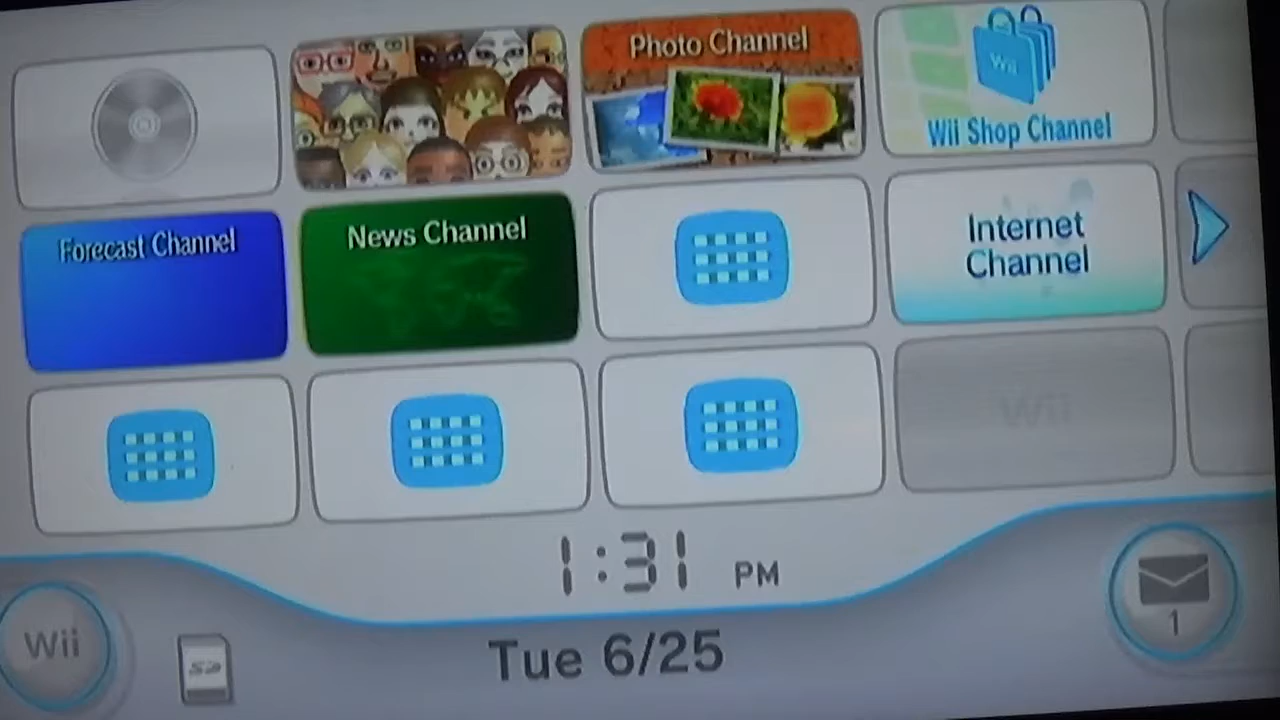 Photo Channel
Wii
Wii Shop Channel
Forecast Channel
News Channel
Internet
Channel
Wii
1:31 PM
Wii
SD
Tue 6/25
1